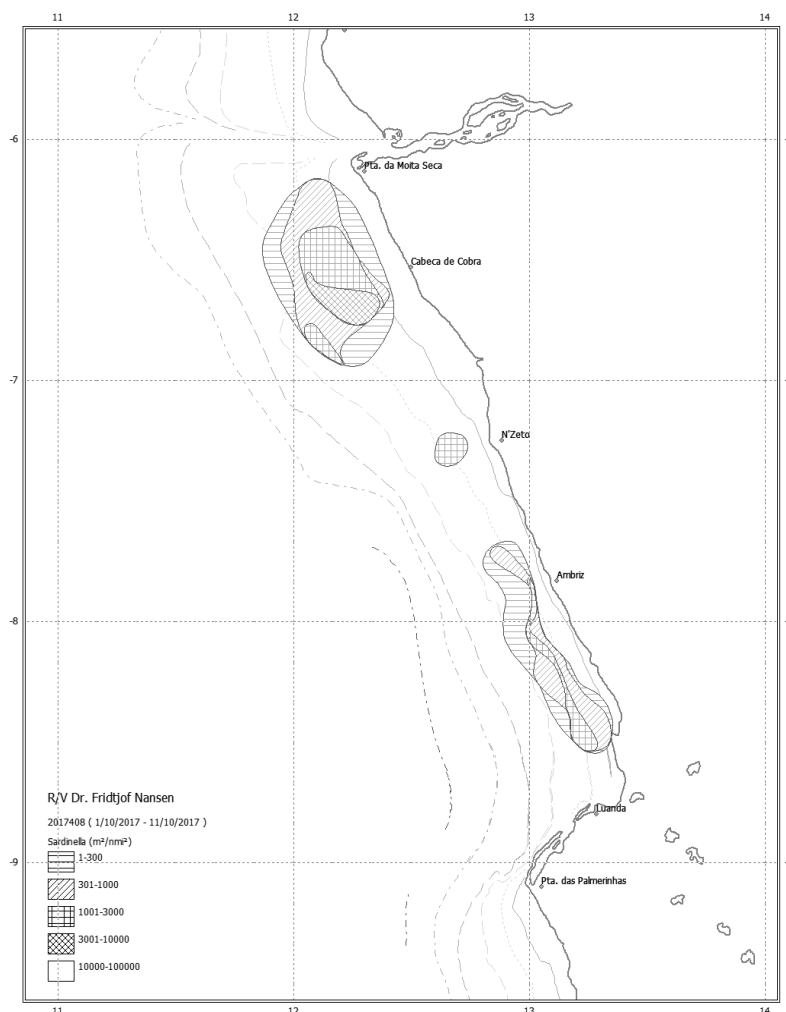 11 12 13 14
-6
Pta. da Moita Seca
Cabeca de Cobra
-7
N'Zeto
Ambriz
-8
R/V Dr. Fridtjof Nansen
2017408 ( 1/10/2017 - 11/10/2017 )
Luanda
Sardinella (m²/nmi²)
1-300
-9
301-1000
Pta. das Palmerinhas
1001-3000
3001-10000
10000-100000
11 12 13 14